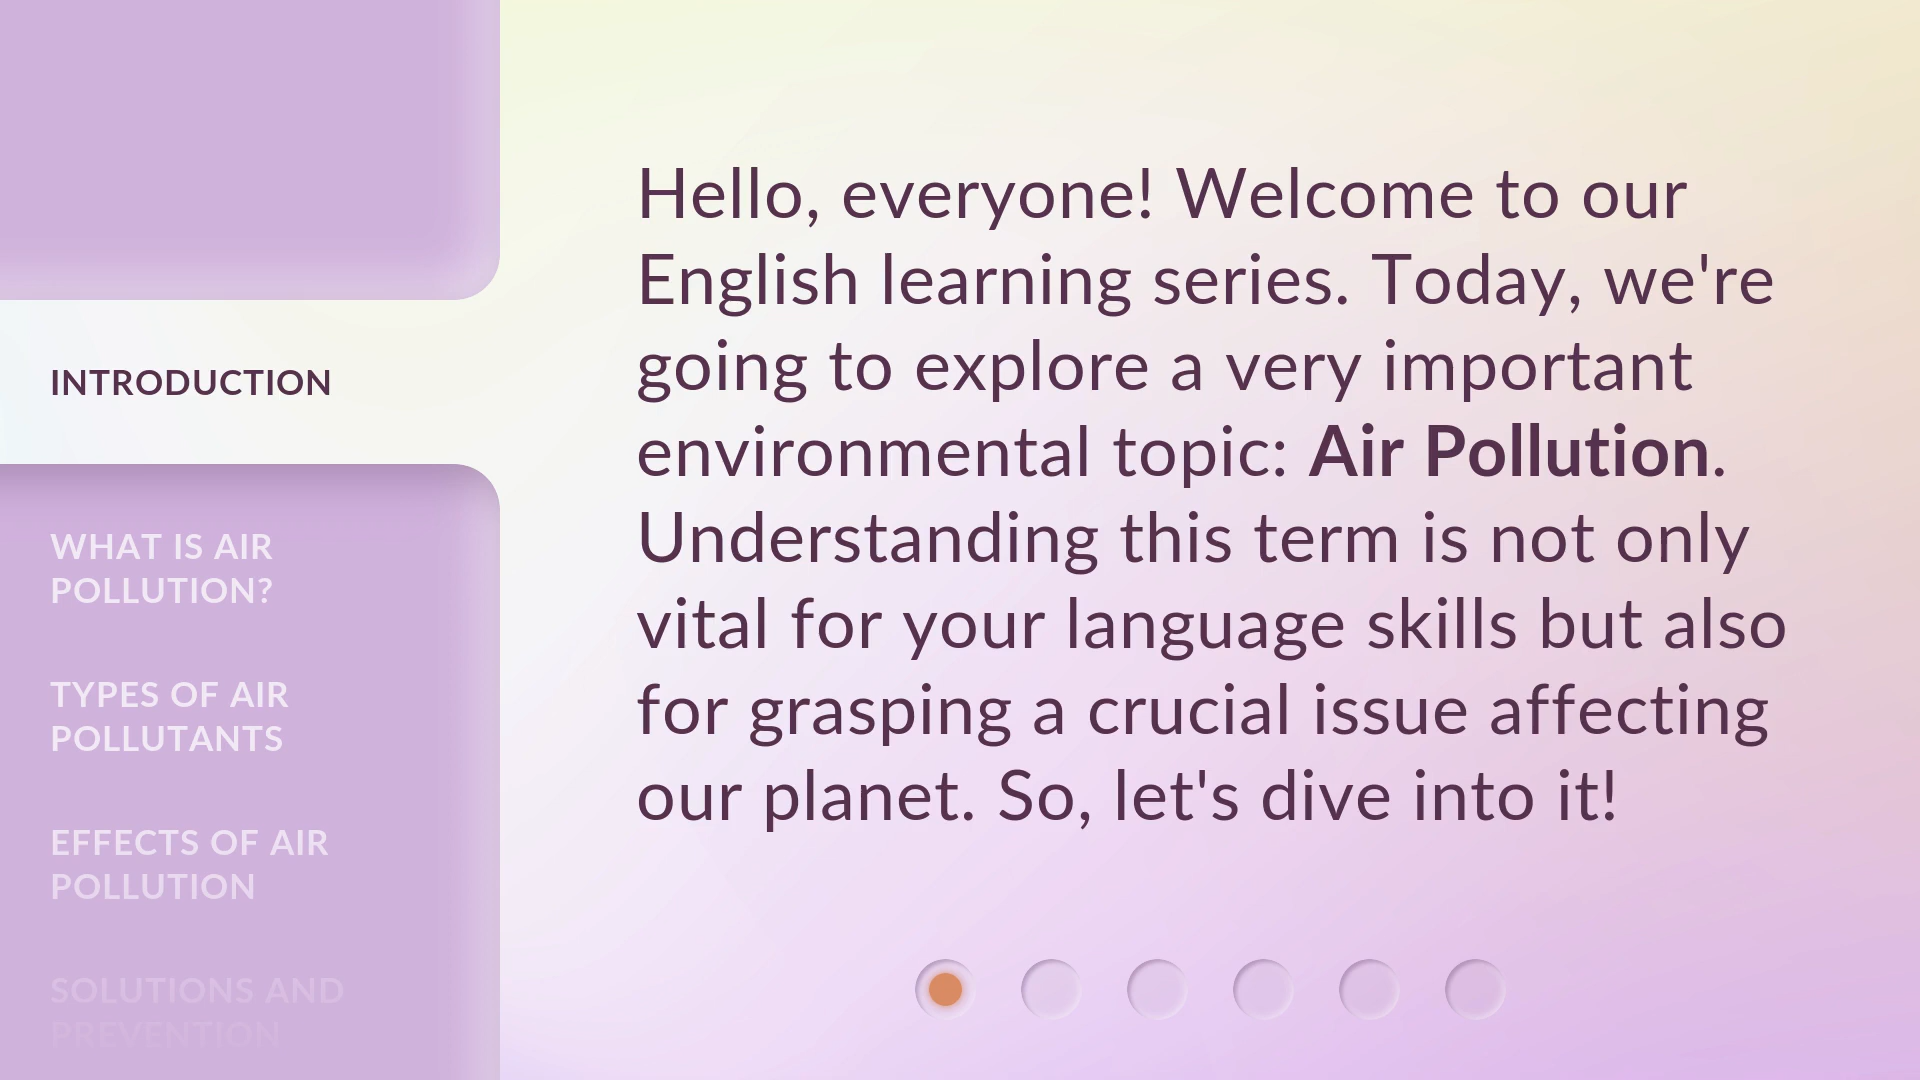 INTRODUCTION
WHAT IS AIR
POLLUTION?
TYPES OF AIR
POLLUTANTS
EFFECTS OF AIR
POLLUTION
SOLUTIONS AND
PREVENTION
Hello, everyone! Welcome to our
English learning series. Today, we're
going to explore a very important
environmental topic: Air Pollution.
Understanding this term is not only
vital for your language skills but also
for grasping a crucial issue affecting
our planet. So, let's dive into it!